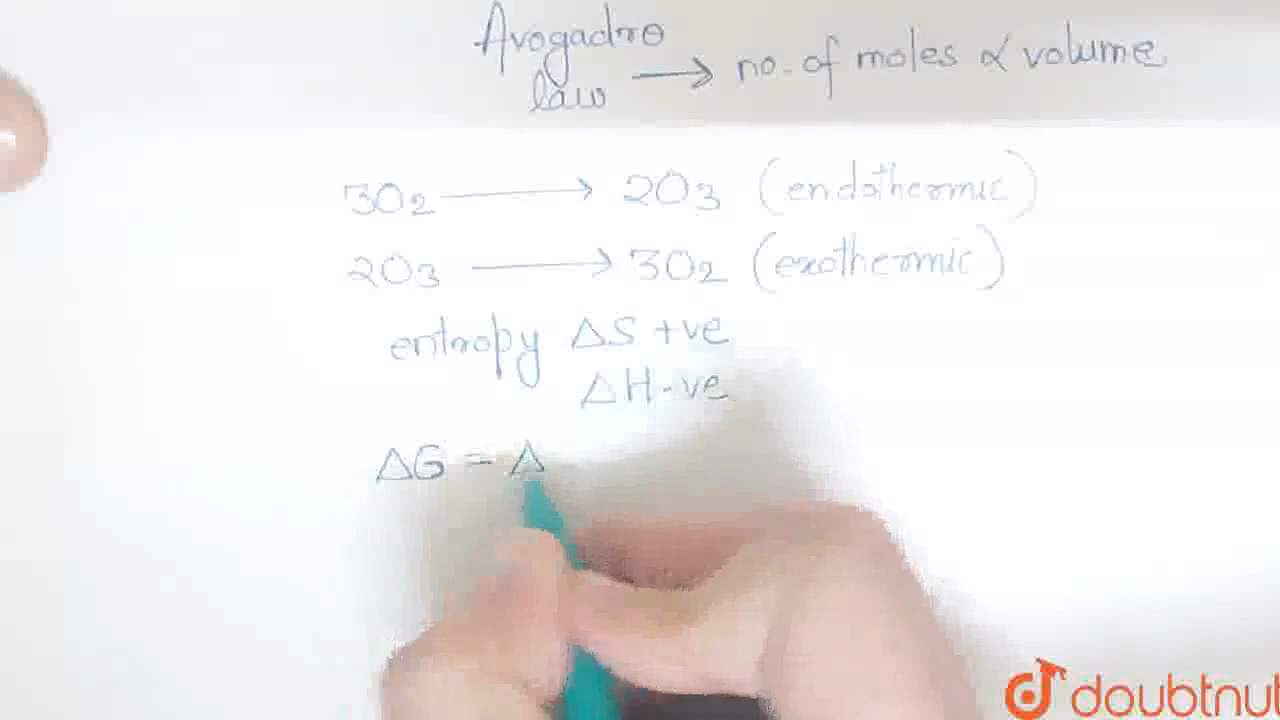 Avogadro
law → no. of moles ∝ volume
3O2 → 2O3 (endothermic)
2O3 → 3O2 (exothermic)
entropy ΔS +ve
ΔH -ve
ΔG = Δ
doubtnut